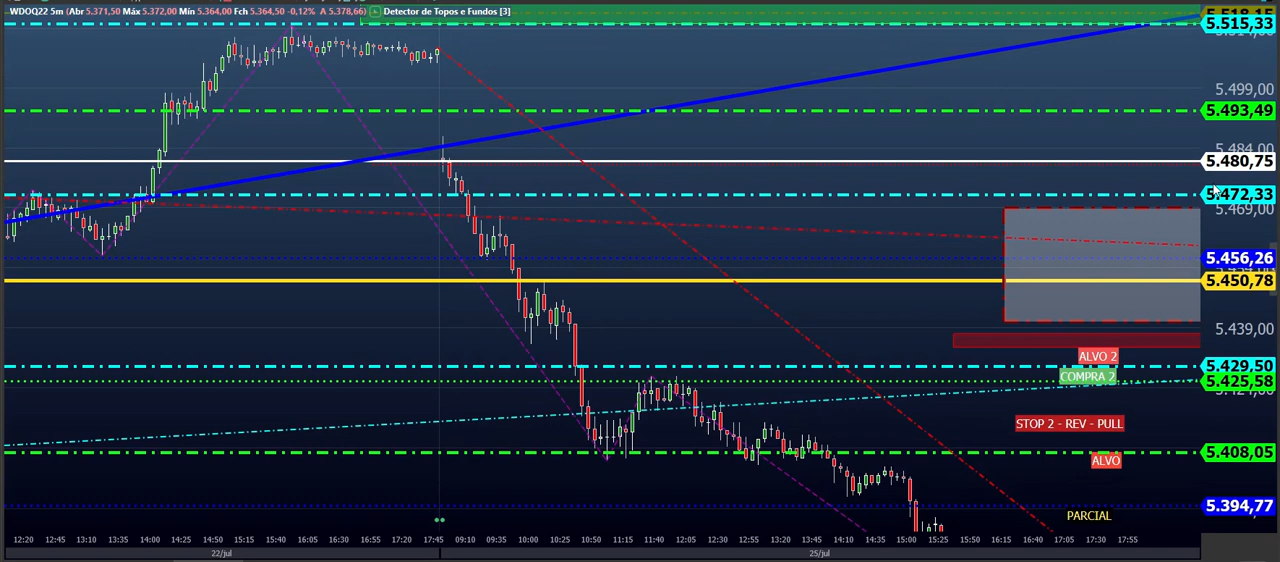 WDOQ22 5m (Abr 5.371,50 Máx 5.372,00 Mín 5.364,00 Fch 5.364,50 -0,12% A 5.378,66)
Detector de Topos e Fundos [3]
5.518,15
5.515,33
5.499,00
5.493,49
5.484,00
5.480,75
5.472,33
5.469,00
5.456,26
5.450,78
5.439,00
ALVO 2
5.429,50
COMPRA 2
5.425,58
STOP 2 - REV - PULL
5.408,05
ALVO
5.394,77
PARCIAL
12:20 12:45 13:10 13:35 14:00 14:25 14:50 15:15 15:40 16:05 16:30 16:55 17:20 17:45 09:10 09:35 10:00 10:25 10:50 11:15 11:40 12:05 12:30 12:55 13:20 13:45 14:10 14:35 15:00 15:25 15:50 16:15 16:40 17:05 17:30 17:55
22/jul 25/jul